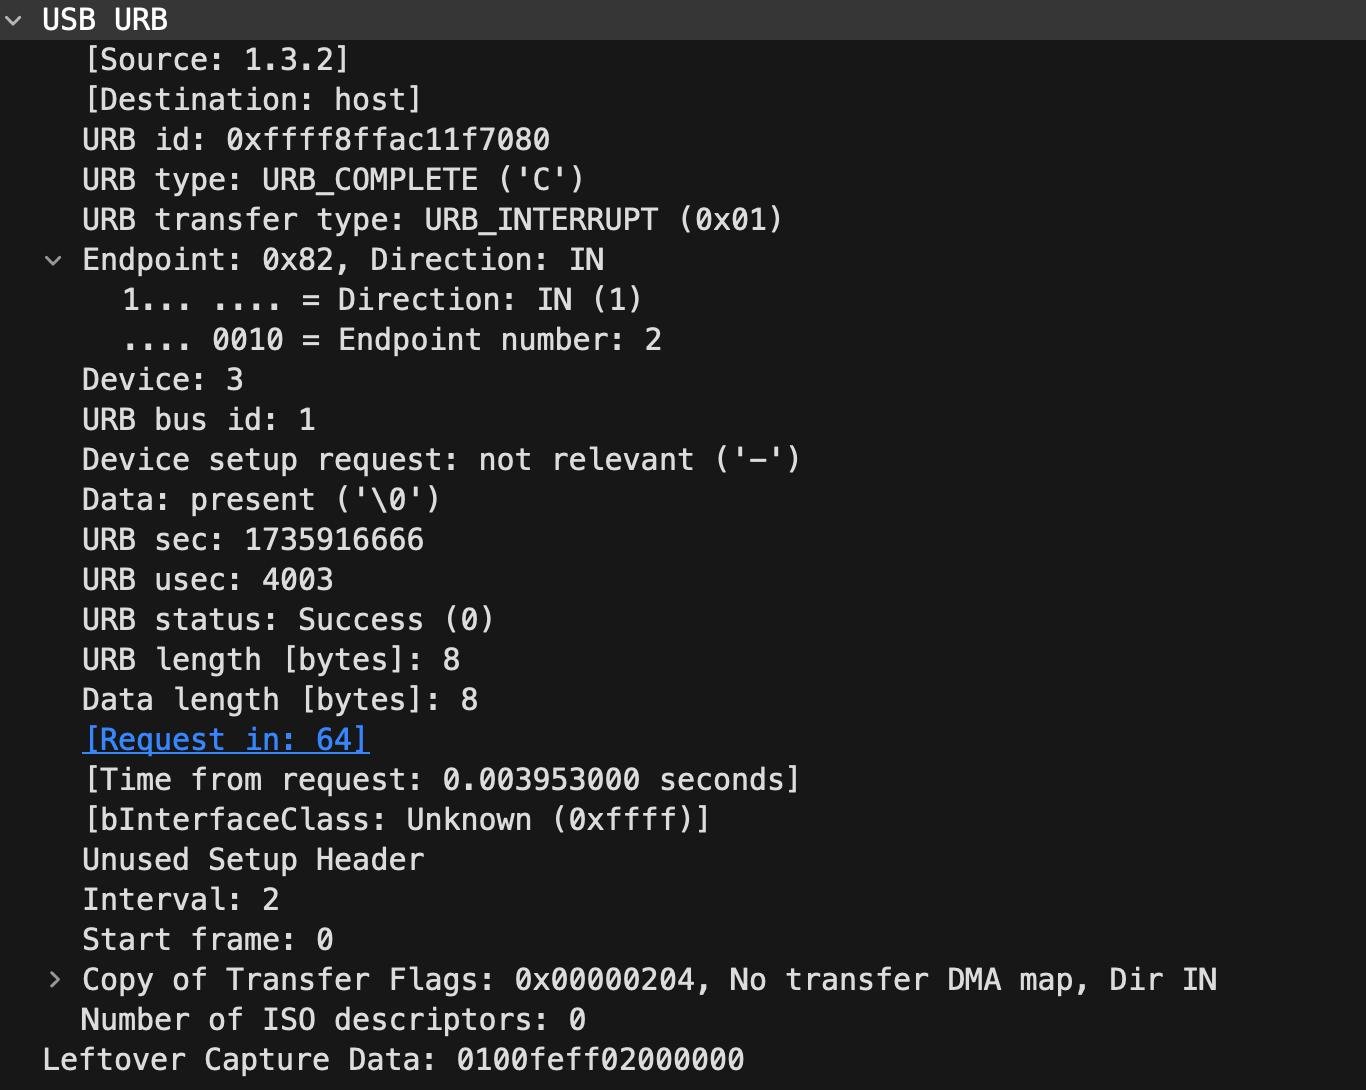 USB URB
[Source: 1.3.2]
[Destination: host]
URB id: 0xffff8ffac11f7080
URB type: URB_COMPLETE ('C')
URB transfer type: URB_INTERRUPT (0x01)
Endpoint: 0x82, Direction: IN
1... .... = Direction: IN (1)
.... 0010 = Endpoint number: 2
Device: 3
URB bus id: 1
Device setup request: not relevant ('-')
Data: present ('\0')
URB sec: 1735916666
URB usec: 4003
URB status: Success (0)
URB length [bytes]: 8
Data length [bytes]: 8
[Request in: 64]
[Time from request: 0.003953000 seconds]
[bInterfaceClass: Unknown (0xffff)]
Unused Setup Header
Interval: 2
Start frame: 0
Copy of Transfer Flags: 0x00000204, No transfer DMA map, Dir IN
Number of ISO descriptors: 0
Leftover Capture Data: 0100feff02000000